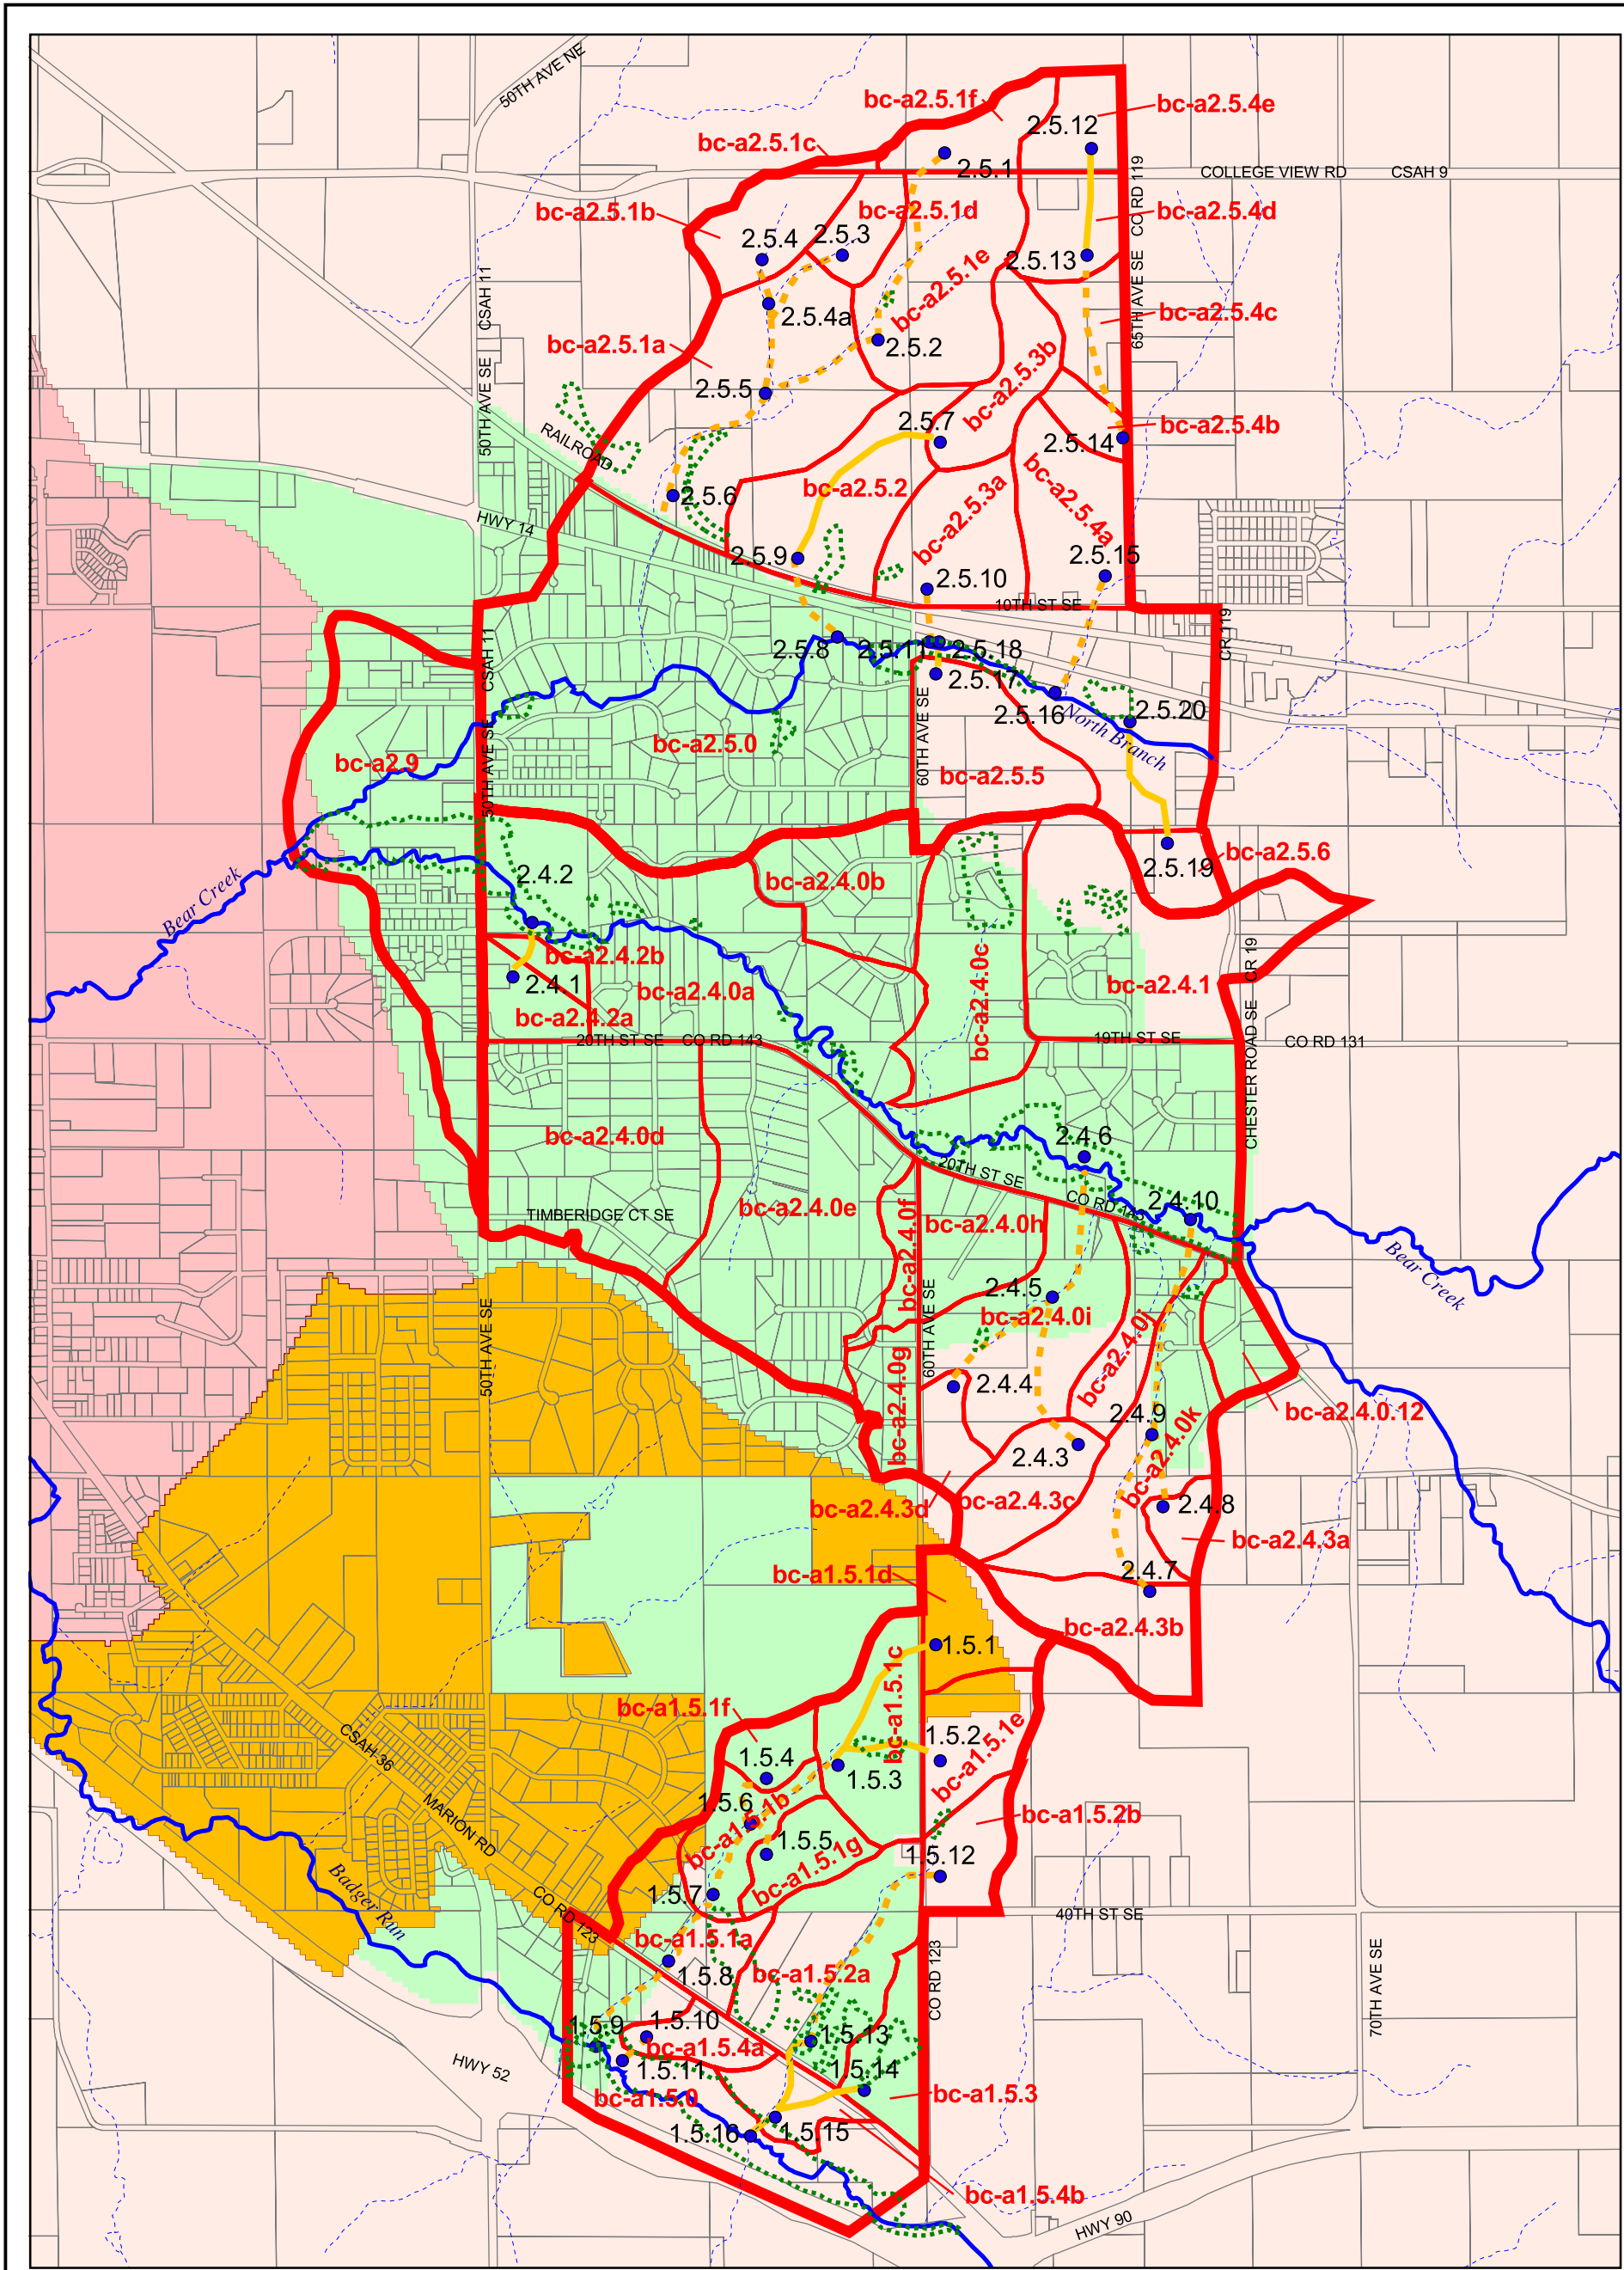 50TH AVE NE
bc-a2.5.1f
bc-a2.5.4e
2.5.12
bc-a2.5.1c
2.5.1
COLLEGE VIEW RD
CSAH 9
CO RD 119
65TH AVE SE
bc-a2.5.1b
bc-a2.5.1d
bc-a2.5.4d
2.5.4
2.5.3
bc-a2.5.1e
2.5.13
CSAH 11
50TH AVE SE
2.5.4a
bc-a2.5.4c
bc-a2.5.1a
2.5.2
bc-a2.5.3b
2.5.5
2.5.7
2.5.14
bc-a2.5.4b
RAILROAD
2.5.6
bc-a2.5.2
bc-a2.5.3a
bc-a2.5.4a
HWY 14
2.5.9
2.5.10
2.5.15
10TH ST SE
CR 119
2.5.8
2.5.11
2.5.18
2.5.17
2.5.16
2.5.20
North Branch
CSAH 11
50TH AVE SE
bc-a2.9
bc-a2.5.0
60TH AVE SE
bc-a2.5.5
2.5.19
bc-a2.5.6
Bear Creek
2.4.2
bc-a2.4.0b
bc-a2.4.2b
2.4.1
bc-a2.4.0a
bc-a2.4.0c
bc-a2.4.1
CR 19
CHESTER ROAD SE
bc-a2.4.2a
20TH ST SE
CO RD 143
19TH ST SE
CO RD 131
bc-a2.4.0d
2.4.6
20TH ST SE
CO RD 143
2.4.10
TIMBERIDGE CT SE
bc-a2.4.0e
bc-a2.4.0f
bc-a2.4.0h
Bear Creek
50TH AVE SE
60TH AVE SE
2.4.5
bc-a2.4.0i
bc-a2.4.0j
bc-a2.4.0g
2.4.4
2.4.9
bc-a2.4.0.12
2.4.3
bc-a2.4.0k
bc-a2.4.3d
bc-a2.4.3c
2.4.8
bc-a2.4.3a
bc-a1.5.1d
2.4.7
bc-a2.4.3b
1.5.1
bc-a1.5.1c
bc-a1.5.1f
CSAH 36
1.5.2
bc-a1.5.1e
1.5.4
1.5.3
1.5.6
MARION RD
bc-a1.5.1b
1.5.5
bc-a1.5.1g
bc-a1.5.2b
1.5.12
1.5.7
Badger Run
CO RD 123
40TH ST SE
bc-a1.5.1a
1.5.8
bc-a1.5.2a
CO RD 123
70TH AVE SE
1.5.9
1.5.10
bc-a1.5.4a
1.5.13
HWY 52
1.5.11
1.5.14
bc-a1.5.0
bc-a1.5.3
1.5.16
1.5.15
bc-a1.5.4b
HWY 90